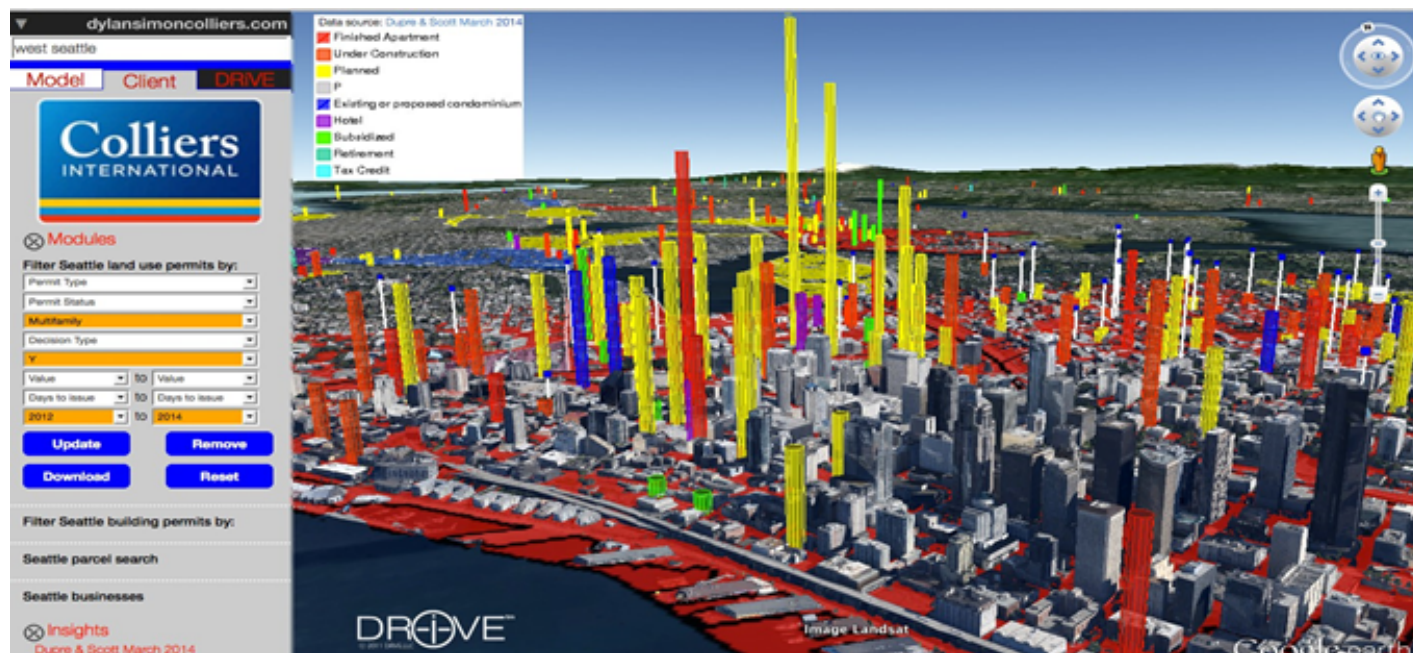 dylansimoncolliers.com
west seattle
Model
Client
DRIVE
Colliers
INTERNATIONAL
Modules
Filter Seattle land use permits by:
Permit Type
Permit Status
Multifamily
Decision Type
Y
Value to Value
Days to issue to Days to issue
2012 to 2014
Update Remove
Download Reset
Filter Seattle building permits by:
Seattle parcel search
Seattle businesses
Insights
Dupre & Scott March 2014
Data source: Dupre & Scott March 2014
Finished Apartment
Under Construction
Planned
P
Existing or proposed condominium
Hotel
Subsidized
Retirement
Tax Credit
N
DRIVE™
Image Landsat
Google earth